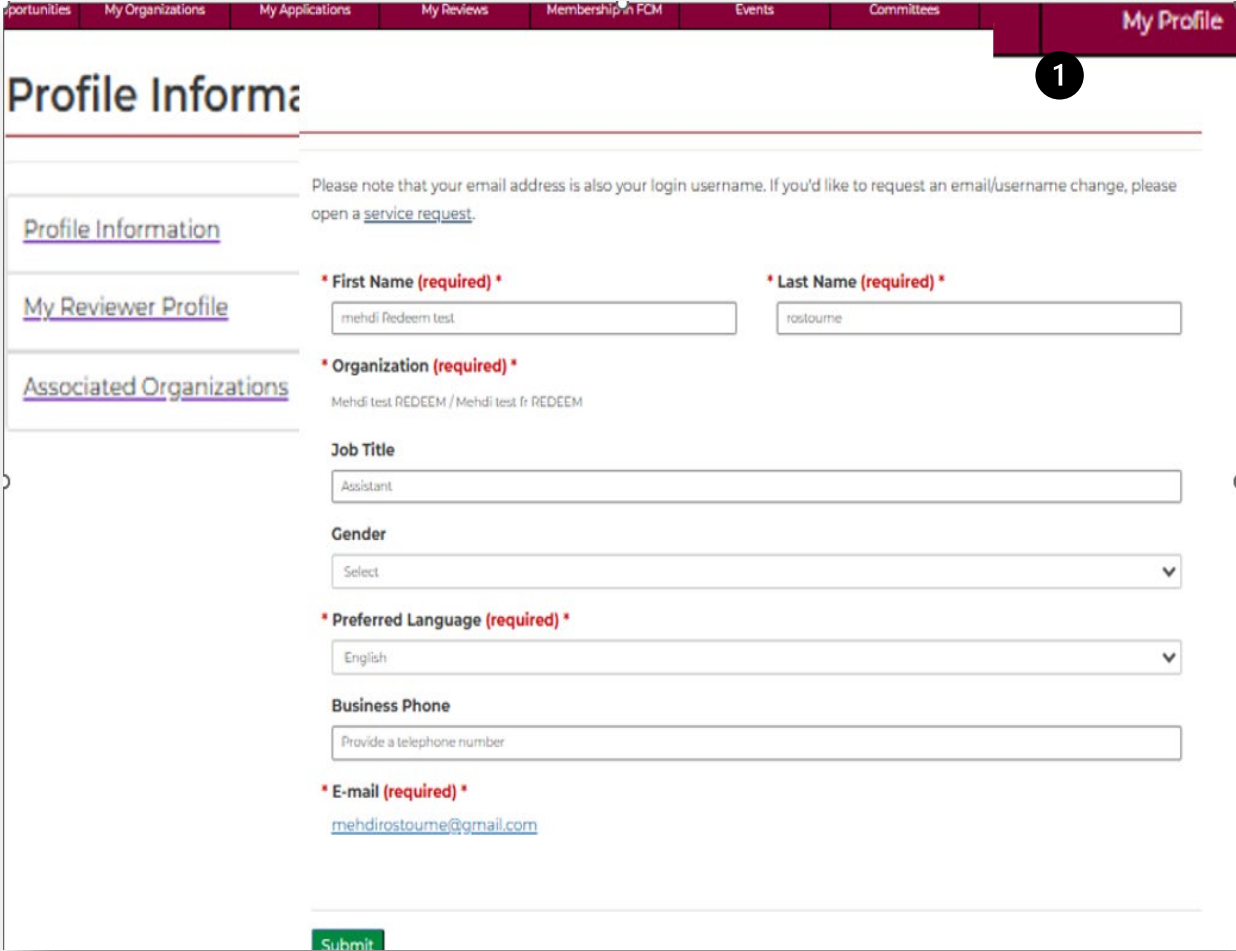 pportunities My Organizations My Applications My Reviews Membership in FCM Events Committees My Profile
1
Profile Informa
Profile Information
My Reviewer Profile
Associated Organizations
Please note that your email address is also your login username. If you'd like to request an email/username change, please
open a service request.
* First Name (required) * * Last Name (required) *
mehdi Redeem test rostoume
* Organization (required) *
Mehdi test REDEEM / Mehdi test fr REDEEM
Job Title
Assistant
Gender
Select
* Preferred Language (required) *
English
Business Phone
Provide a telephone number
* E-mail (required) *
mehdirostoume@gmail.com
Submit